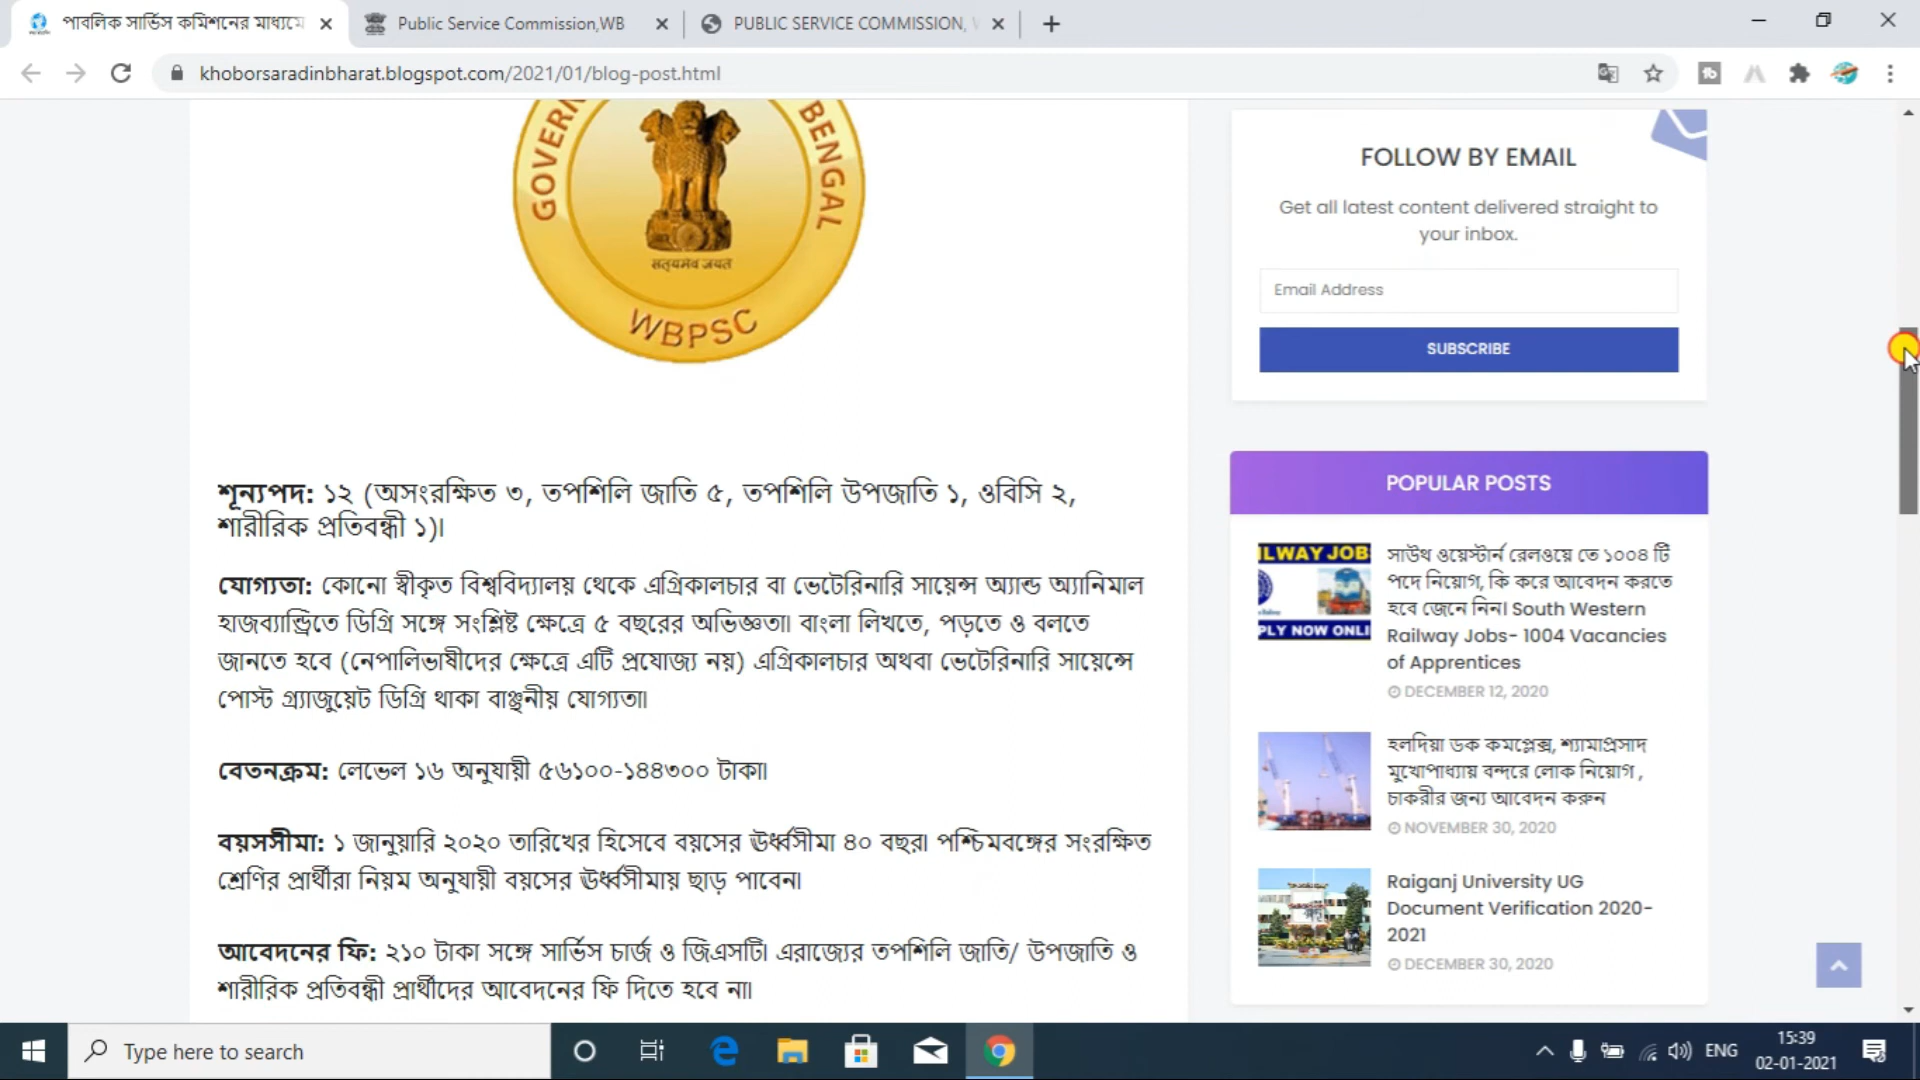 পাবলিক সার্ভিস কমিশনের মাধ্যমে
Public Service Commission,WB
PUBLIC SERVICE COMMISSION,
khoborsaradinbharat.blogspot.com/2021/01/blog-post.html
BENGAL
सत्यमेव जयते
WBPSC
শূন্যপদ: ১২ (অসংরক্ষিত ৩, তপশিলি জাতি ৫, তপশিলি উপজাতি ১, ওবিসি ২,
শারীরিক প্রতিবন্ধী ১)।
যোগ্যতা: কোনো স্বীকৃত বিশ্ববিদ্যালয় থেকে এগ্রিকালচার বা ভেটেরিনারি সায়েন্স অ্যান্ড অ্যানিমাল
হাজব্যান্ড্রিতে ডিগ্রি সঙ্গে সংশ্লিষ্ট ক্ষেত্রে ৫ বছরের অভিজ্ঞতা। বাংলা লিখতে, পড়তে ও বলতে
জানতে হবে (নেপালিভাষীদের ক্ষেত্রে এটি প্রযোজ্য নয়) এগ্রিকালচার অথবা ভেটেরিনারি সায়েন্সে
পোস্ট গ্র্যাজুয়েট ডিগ্রি থাকা বাঞ্ছনীয় যোগ্যতা।
বেতনক্রম: লেভেল ১৬ অনুযায়ী ৫৬১০০-১৪৪৩০০ টাকা।
বয়সসীমা: ১ জানুয়ারি ২০২০ তারিখের হিসেবে বয়সের ঊর্ধ্বসীমা ৪০ বছর। পশ্চিমবঙ্গের সংরক্ষিত
শ্রেণির প্রার্থীরা নিয়ম অনুযায়ী বয়সের ঊর্ধ্বসীমায় ছাড় পাবেন।
আবেদনের ফি: ২১০ টাকা সঙ্গে সার্ভিস চার্জ ও জিএসটি। এরাজ্যের তপশিলি জাতি/ উপজাতি ও
শারীরিক প্রতিবন্ধী প্রার্থীদের আবেদনের ফি দিতে হবে না।
FOLLOW BY EMAIL
Get all latest content delivered straight to
your inbox.
Email Address
SUBSCRIBE
POPULAR POSTS
ILWAY JOB
PLY NOW ONLI
সাউথ ওয়েস্টার্ন রেলওয়ে তে ১০০৪ টি
পদে নিয়োগ, কি করে আবেদন করতে
হবে জেনে নিন। South Western
Railway Jobs- 1004 Vacancies
of Apprentices
DECEMBER 12, 2020
হলদিয়া ডক কমপ্লেক্স, শ্যামাপ্রসাদ
মুখোপাধ্যায় বন্দরে লোক নিয়োগ ,
চাকরীর জন্য আবেদন করুন
NOVEMBER 30, 2020
Raiganj University UG
Document Verification 2020-
2021
DECEMBER 30, 2020
Type here to search
ENG
15:39
02-01-2021